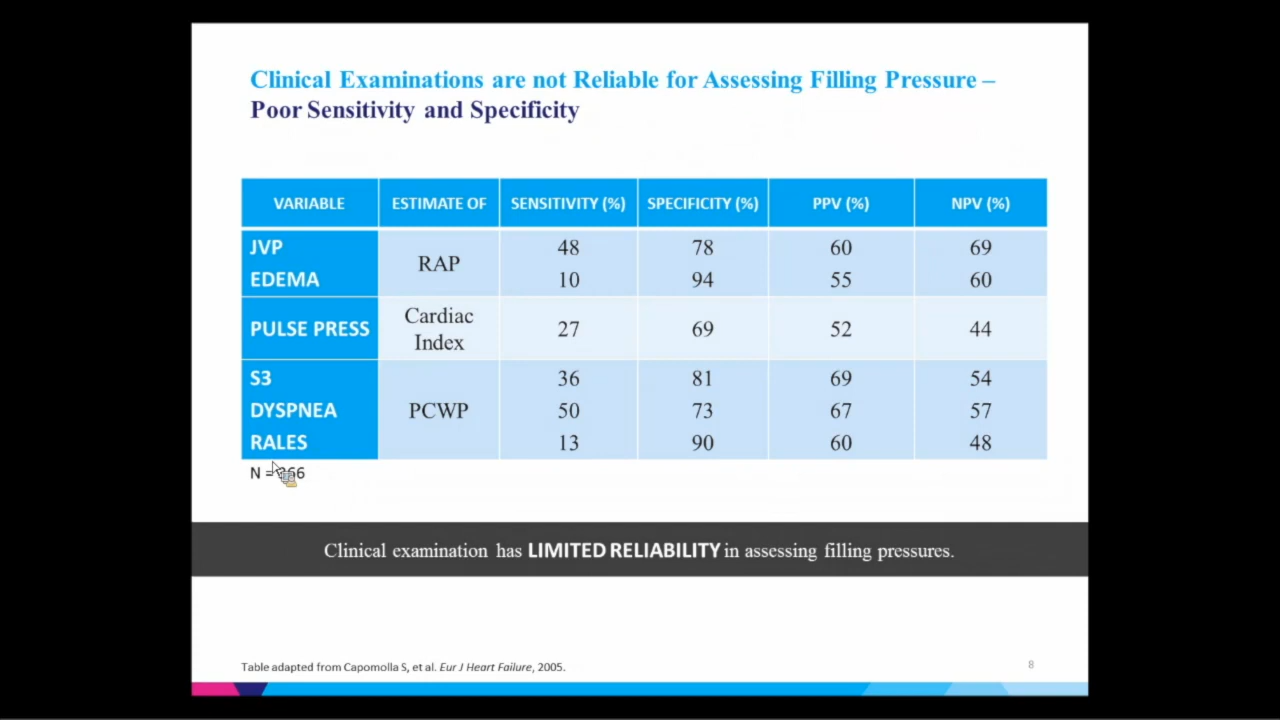 Clinical Examinations are not Reliable for Assessing Filling Pressure –
Poor Sensitivity and Specificity
VARIABLE ESTIMATE OF SENSITIVITY (%) SPECIFICITY (%) PPV (%) NPV (%)
JVP 48 78 60 69
RAP
EDEMA 10 94 55 60
PULSE PRESS Cardiac Index 27 69 52 44
S3 36 81 69 54
DYSPNEA PCWP 50 73 67 57
RALES 13 90 60 48
N =
Clinical examination has LIMITED RELIABILITY in assessing filling pressures.
Table adapted from Capomolla S, et al. Eur J Heart Failure, 2005.
8